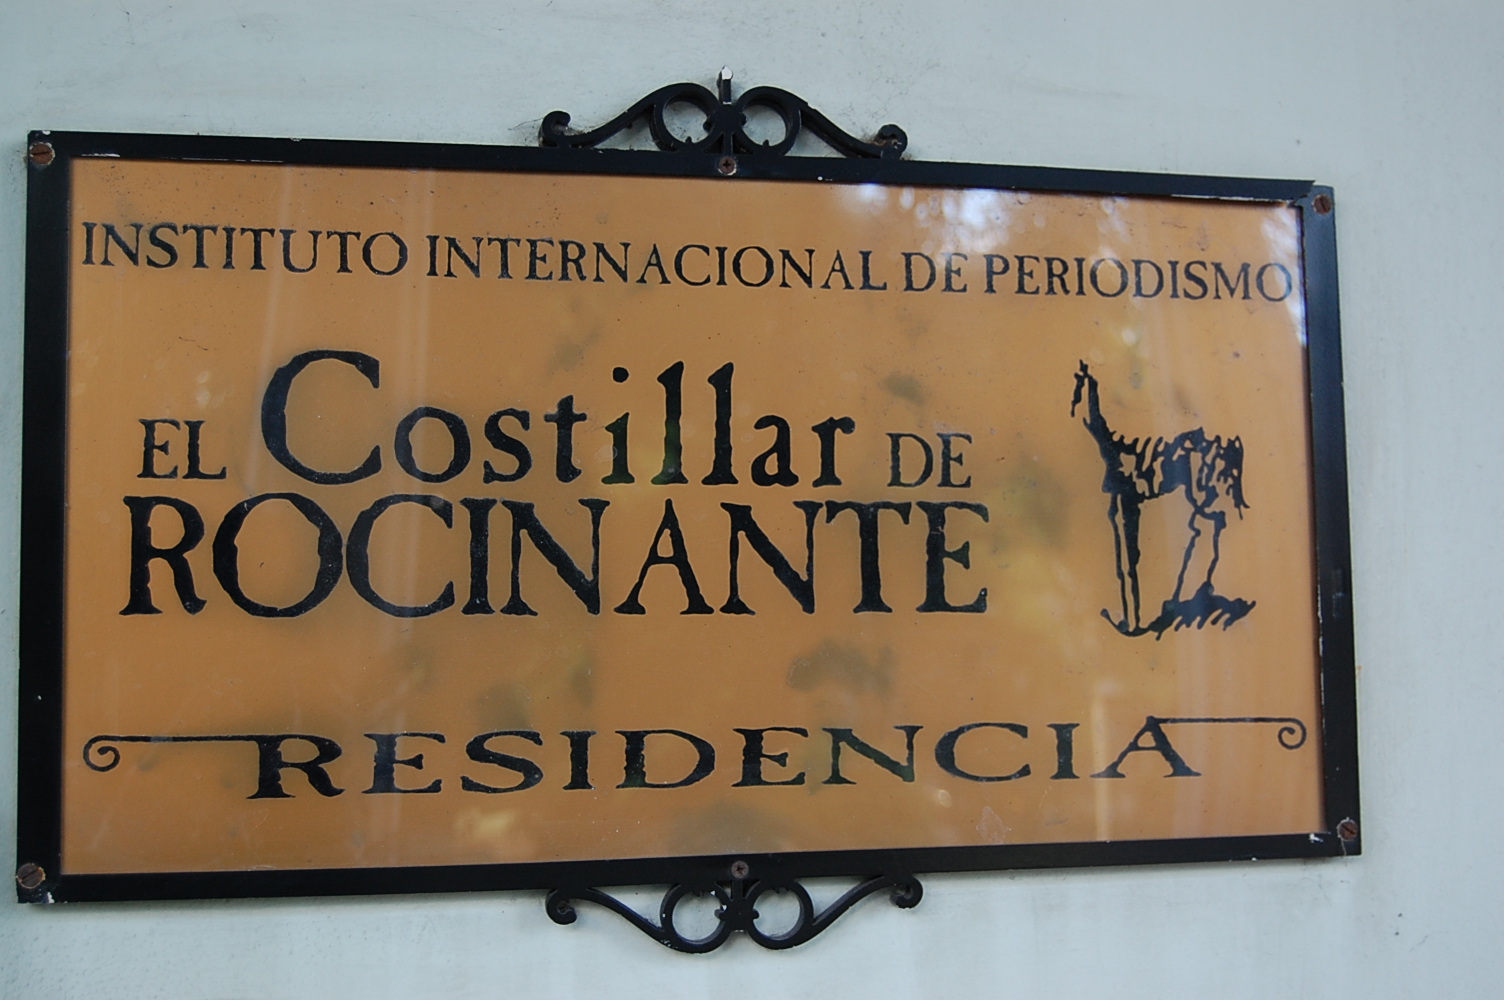 INSTITUTO INTERNACIONAL DE PERIODISMO
EL Costillar DE
ROCINANTE
RESIDENCIA